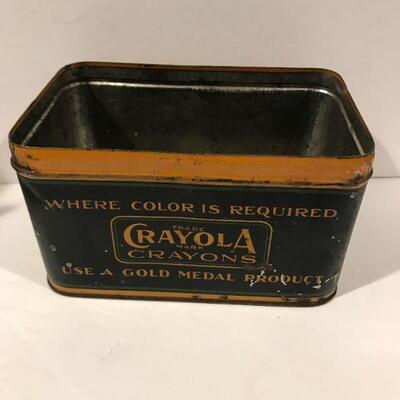 WHERE COLOR IS REQUIRED
TRADE
CRAYOLA
MARK
CRAYONS
USE A GOLD MEDAL PRODUCT